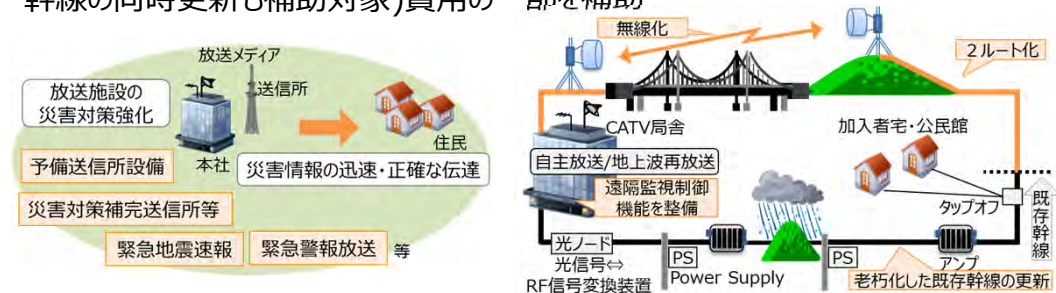 幹線の同時更新も補助対象)費用の一部を補助
放送メディア
送信所
放送施設の
災害対策強化
本社
住民
予備送信所設備
災害情報の迅速・正確な伝達
災害対策補完送信所等
緊急地震速報
緊急警報放送
等
無線化
2ルート化
CATV局舎
加入者宅・公民館
自主放送/地上波再放送
遠隔監視制御
機能を整備
タップオフ
既存幹線
光ノード
光信号⇔
RF信号変換装置
PS
Power Supply
PS
アンプ
老朽化した既存幹線の更新